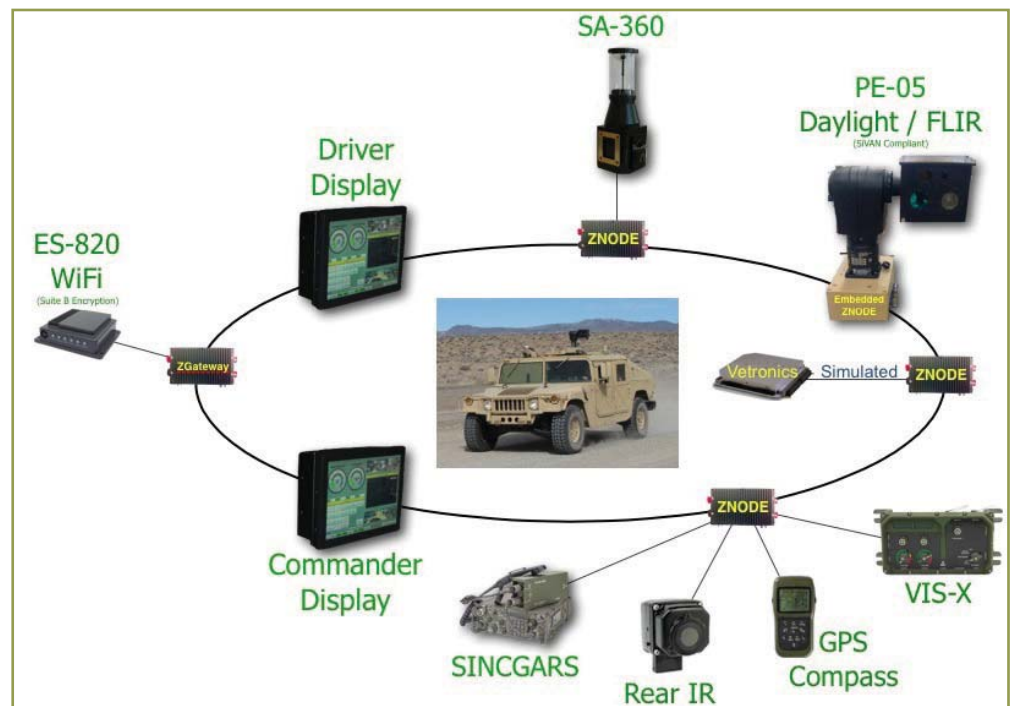 SA-360
PE-05
Daylight / FLIR
(SiVAN Compliant)
Driver
Display
ZNODE
ES-820
WiFi
(Suite B Encryption)
Embedded
ZNODE
ZGateway
Vetronics
Simulated
ZNODE
ZNODE
Commander
Display
VIS-X
SINCGARS
GPS
Compass
Rear IR